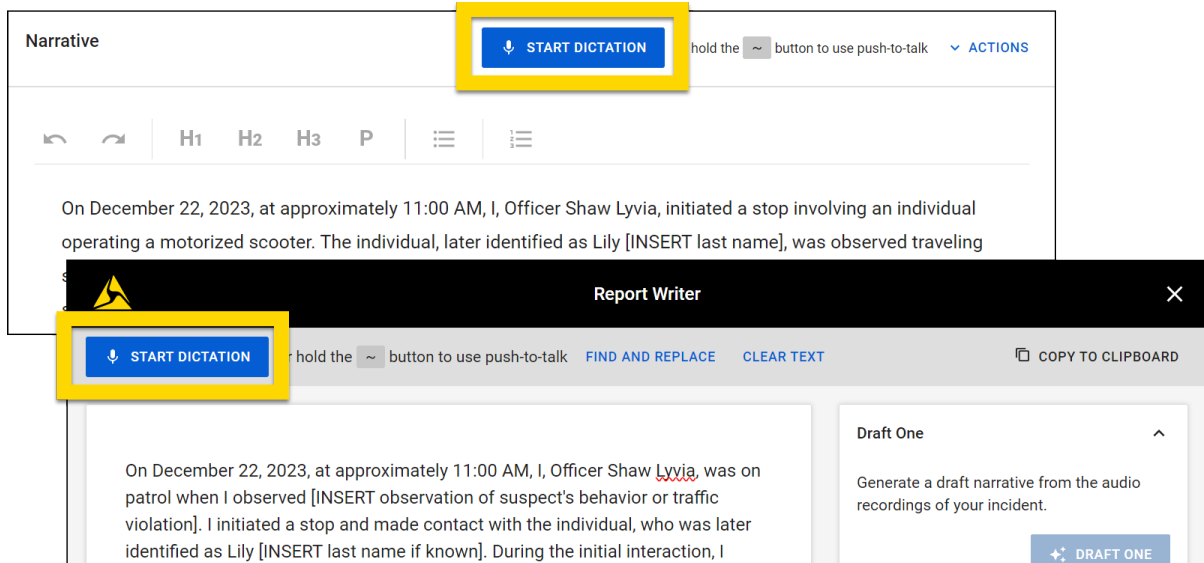 Narrative
START DICTATION
hold the ~ button to use push-to-talk
ACTIONS
H1 H2 H3 P
On December 22, 2023, at approximately 11:00 AM, I, Officer Shaw Lyvia, initiated a stop involving an individual
operating a motorized scooter. The individual, later identified as Lily [INSERT last name], was observed traveling
Report Writer
START DICTATION
hold the ~ button to use push-to-talk
FIND AND REPLACE
CLEAR TEXT
COPY TO CLIPBOARD
On December 22, 2023, at approximately 11:00 AM, I, Officer Shaw Lyvia, was on
patrol when I observed [INSERT observation of suspect's behavior or traffic
violation]. I initiated a stop and made contact with the individual, who was later
identified as Lily [INSERT last name if known]. During the initial interaction, I
Draft One
Generate a draft narrative from the audio
recordings of your incident.
DRAFT ONE